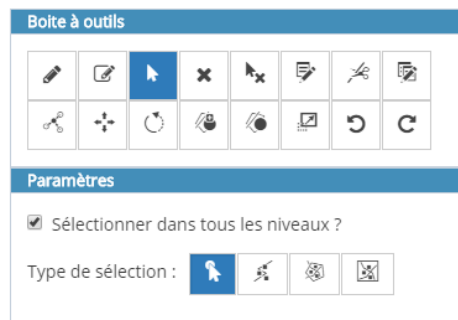 Boite à outils
Paramètres
Sélectionner dans tous les niveaux ?
Type de sélection :